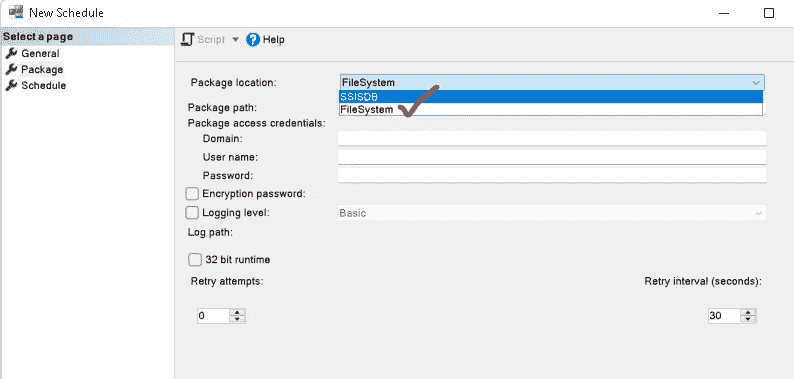 New Schedule
Select a page
General
Package
Schedule
Script
Help
Package location:
FileSystem
SSISDB
FileSystem
Package path:
Package access credentials:
Domain:
User name:
Password:
Encryption password:
Logging level:
Basic
Log path:
32 bit runtime
Retry attempts:
Retry interval (seconds):
0
30